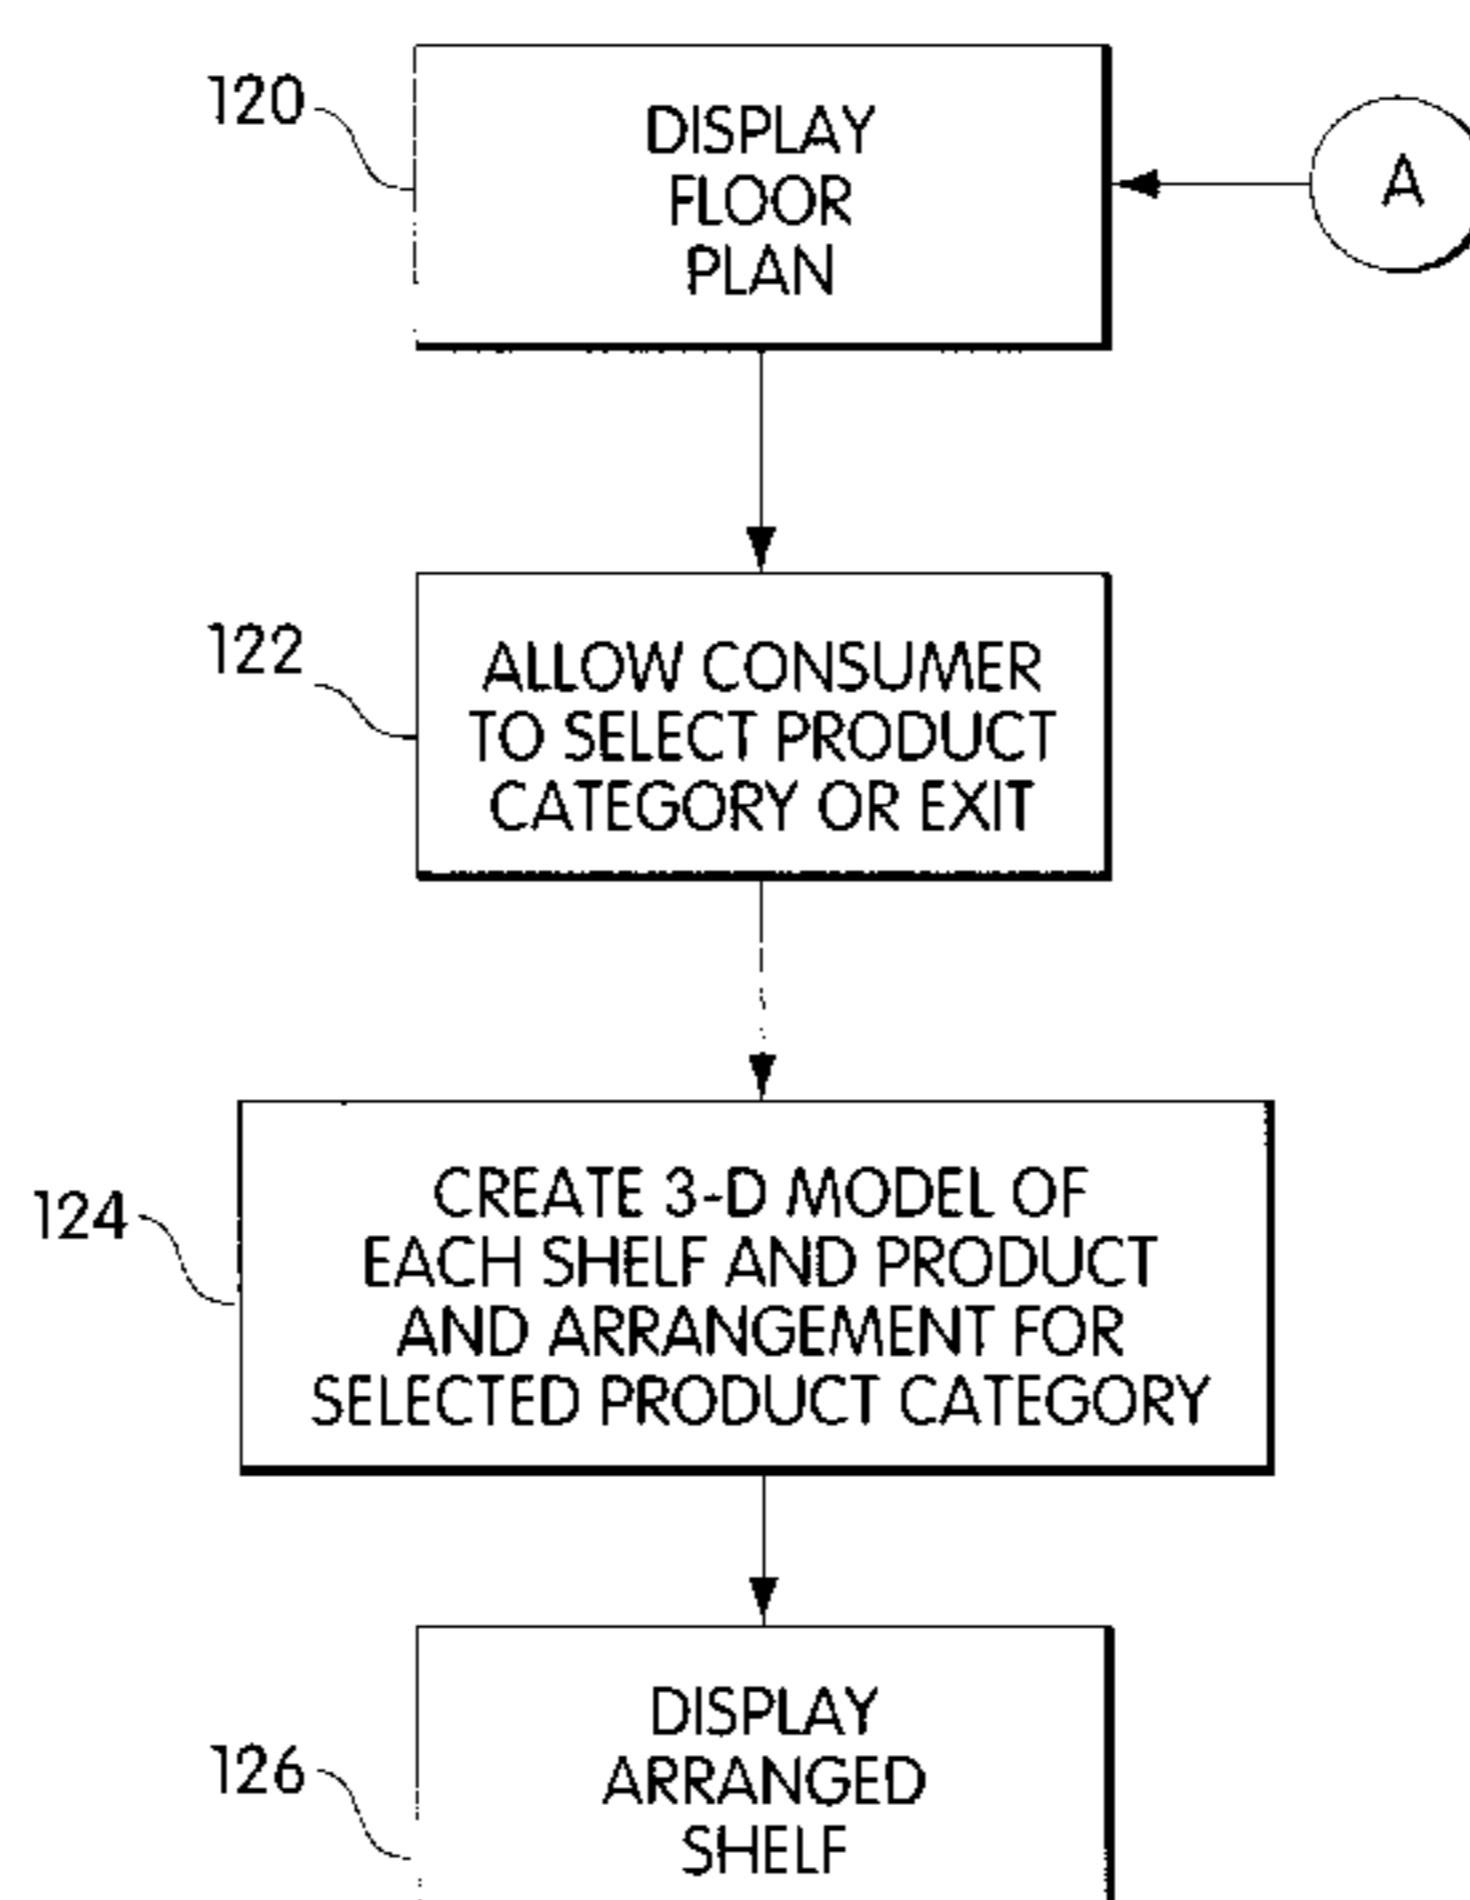 120
DISPLAY
FLOOR
PLAN
A
122
ALLOW CONSUMER
TO SELECT PRODUCT
CATEGORY OR EXIT
124
CREATE 3-D MODEL OF
EACH SHELF AND PRODUCT
AND ARRANGEMENT FOR
SELECTED PRODUCT CATEGORY
126
DISPLAY
ARRANGED
SHELF